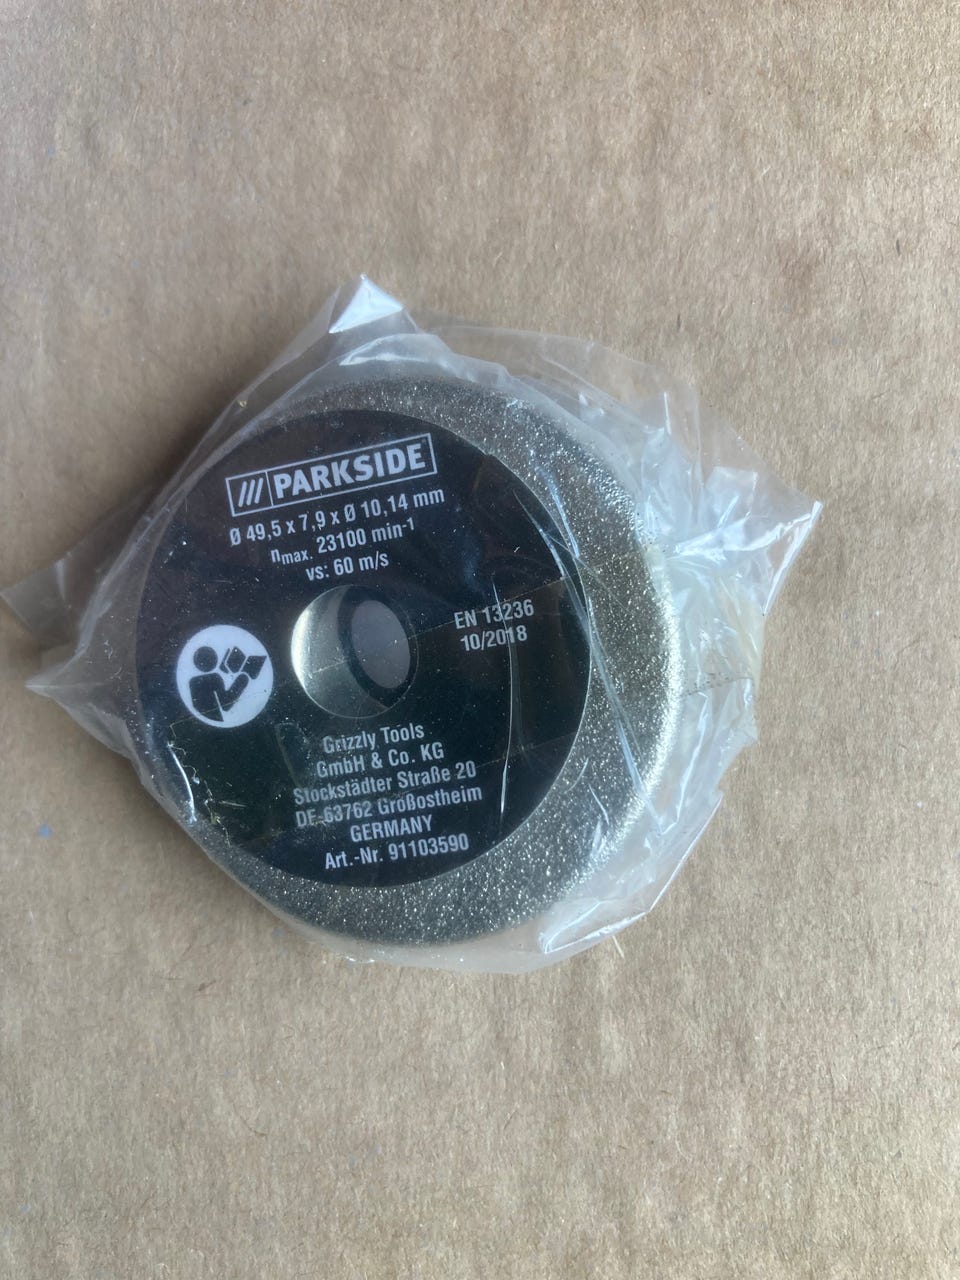 PARKSIDE®
Ø 49,5 x 7,9 x Ø 10,14 mm
nmax. 23100 min-1
vs: 60 m/s
EN 13236
10/2018
Grizzly Tools
GmbH & Co. KG
Stockstädter Straße 20
DE-63762 Großostheim
GERMANY
Art.-Nr. 91103590